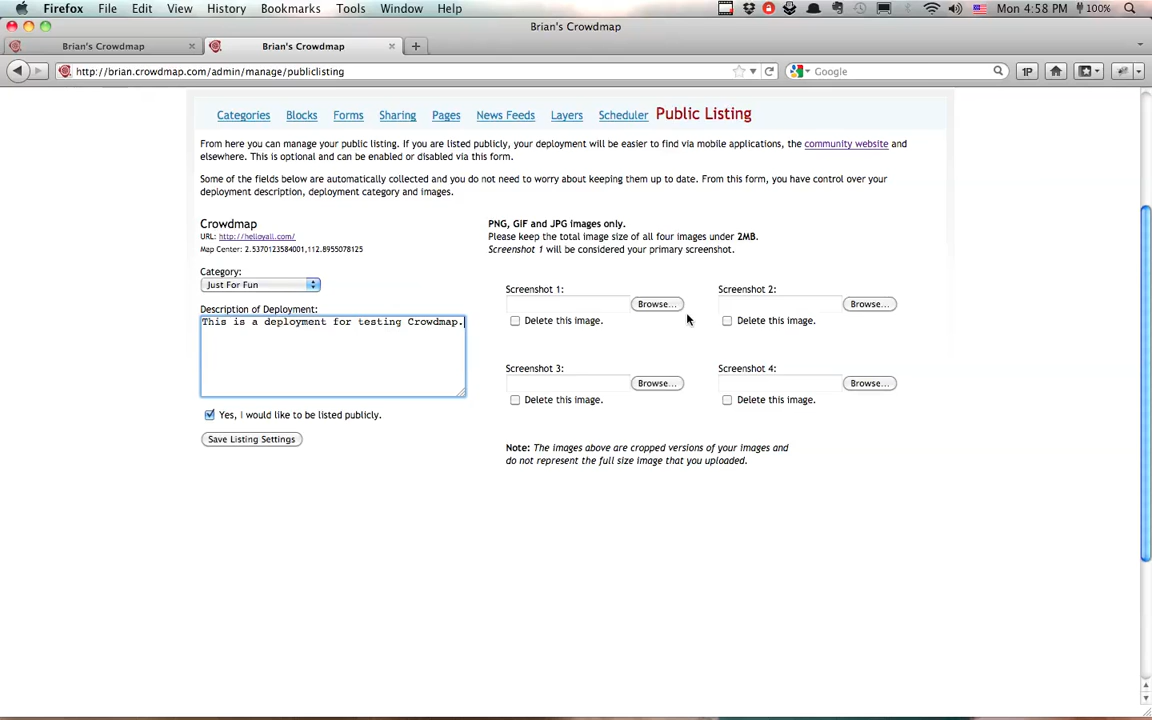 Firefox File Edit View History Bookmarks Tools Window Help Mon 4:58 PM 100%
Brian's Crowdmap
Brian's Crowdmap Brian's Crowdmap
http://brian.crowdmap.com/admin/manage/publiclisting Google 1P
Categories Blocks Forms Sharing Pages News Feeds Layers Scheduler Public Listing
From here you can manage your public listing. If you are listed publicly, your deployment will be easier to find via mobile applications, the community website and
elsewhere. This is optional and can be enabled or disabled via this form.
Some of the fields below are automatically collected and you do not need to worry about keeping them up to date. From this form, you have control over your
deployment description, deployment category and images.
Crowdmap
URL: http://helloyall.com/
Map Center: 2.5370123584001,112.8955078125
Category:
Just For Fun
Description of Deployment:
This is a deployment for testing Crowdmap.
Yes, I would like to be listed publicly.
Save Listing Settings
PNG, GIF and JPG images only.
Please keep the total image size of all four images under 2MB.
Screenshot 1 will be considered your primary screenshot.
Screenshot 1: Screenshot 2:
Browse... Browse...
Delete this image. Delete this image.
Screenshot 3: Screenshot 4:
Browse... Browse...
Delete this image. Delete this image.
Note: The images above are cropped versions of your images and
do not represent the full size image that you uploaded.